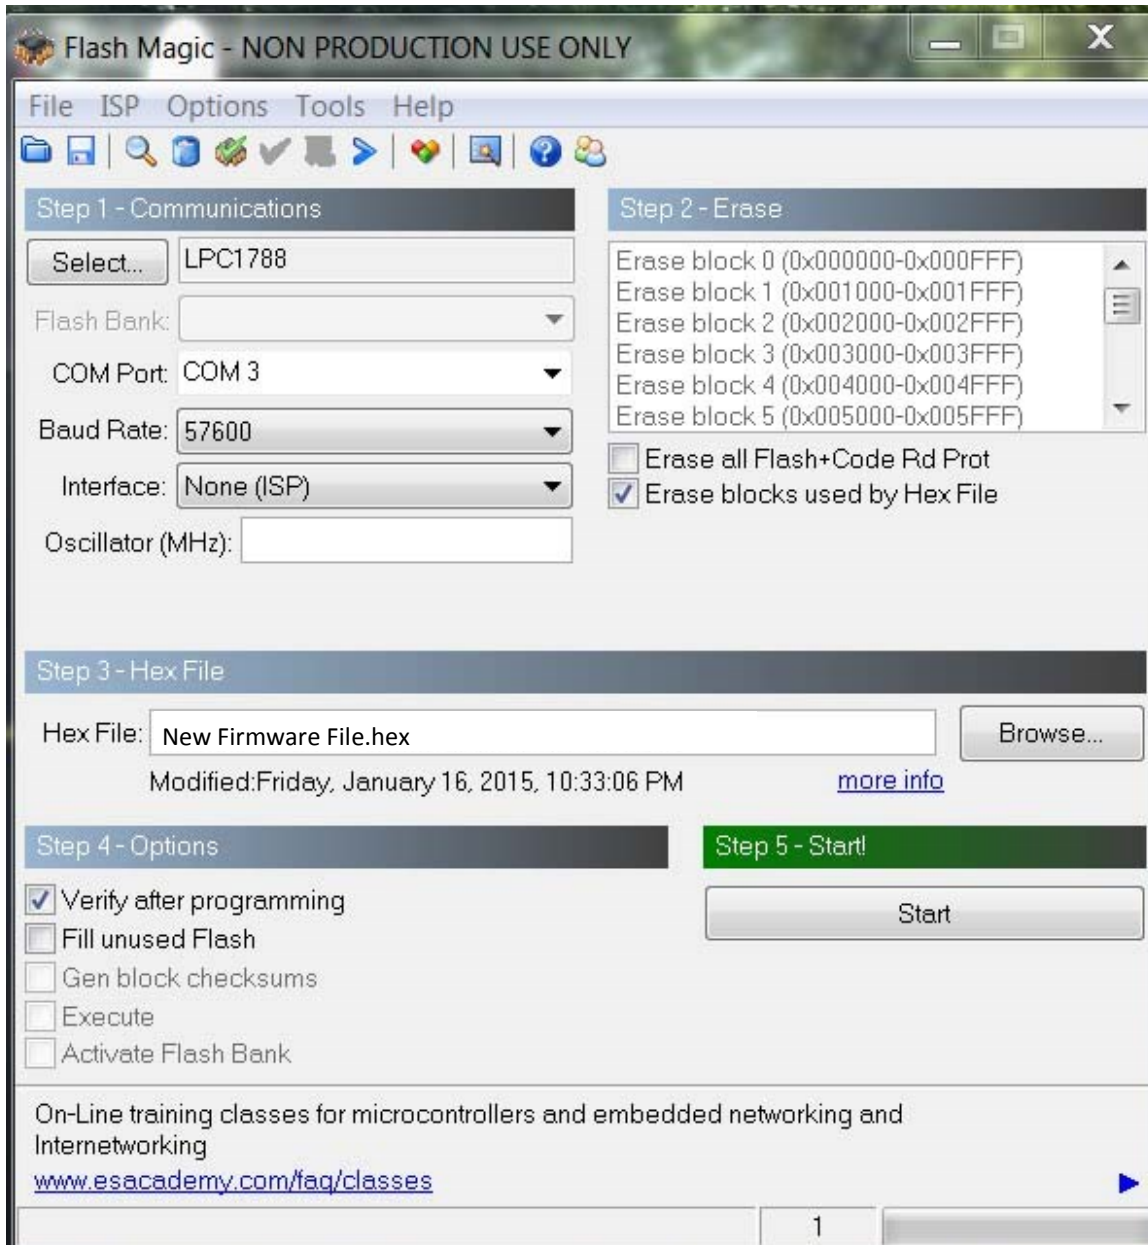 Flash Magic - NON PRODUCTION USE ONLY
File ISP Options Tools Help
Step 1 - Communications
Select... LPC1788
Flash Bank:
COM Port: COM 3
Baud Rate: 57600
Interface: None (ISP)
Oscillator (MHz):
Step 2 - Erase
Erase block 0 (0x000000-0x000FFF)
Erase block 1 (0x001000-0x001FFF)
Erase block 2 (0x002000-0x002FFF)
Erase block 3 (0x003000-0x003FFF)
Erase block 4 (0x004000-0x004FFF)
Erase block 5 (0x005000-0x005FFF)
Erase all Flash+Code Rd Prot
Erase blocks used by Hex File
Step 3 - Hex File
Hex File: New Firmware File.hex Browse...
Modified:Friday, January 16, 2015, 10:33:06 PM more info
Step 4 - Options
Verify after programming
Fill unused Flash
Gen block checksums
Execute
Activate Flash Bank
Step 5 - Start!
Start
On-Line training classes for microcontrollers and embedded networking and
Internetworking
www.esacademy.com/faq/classes
1